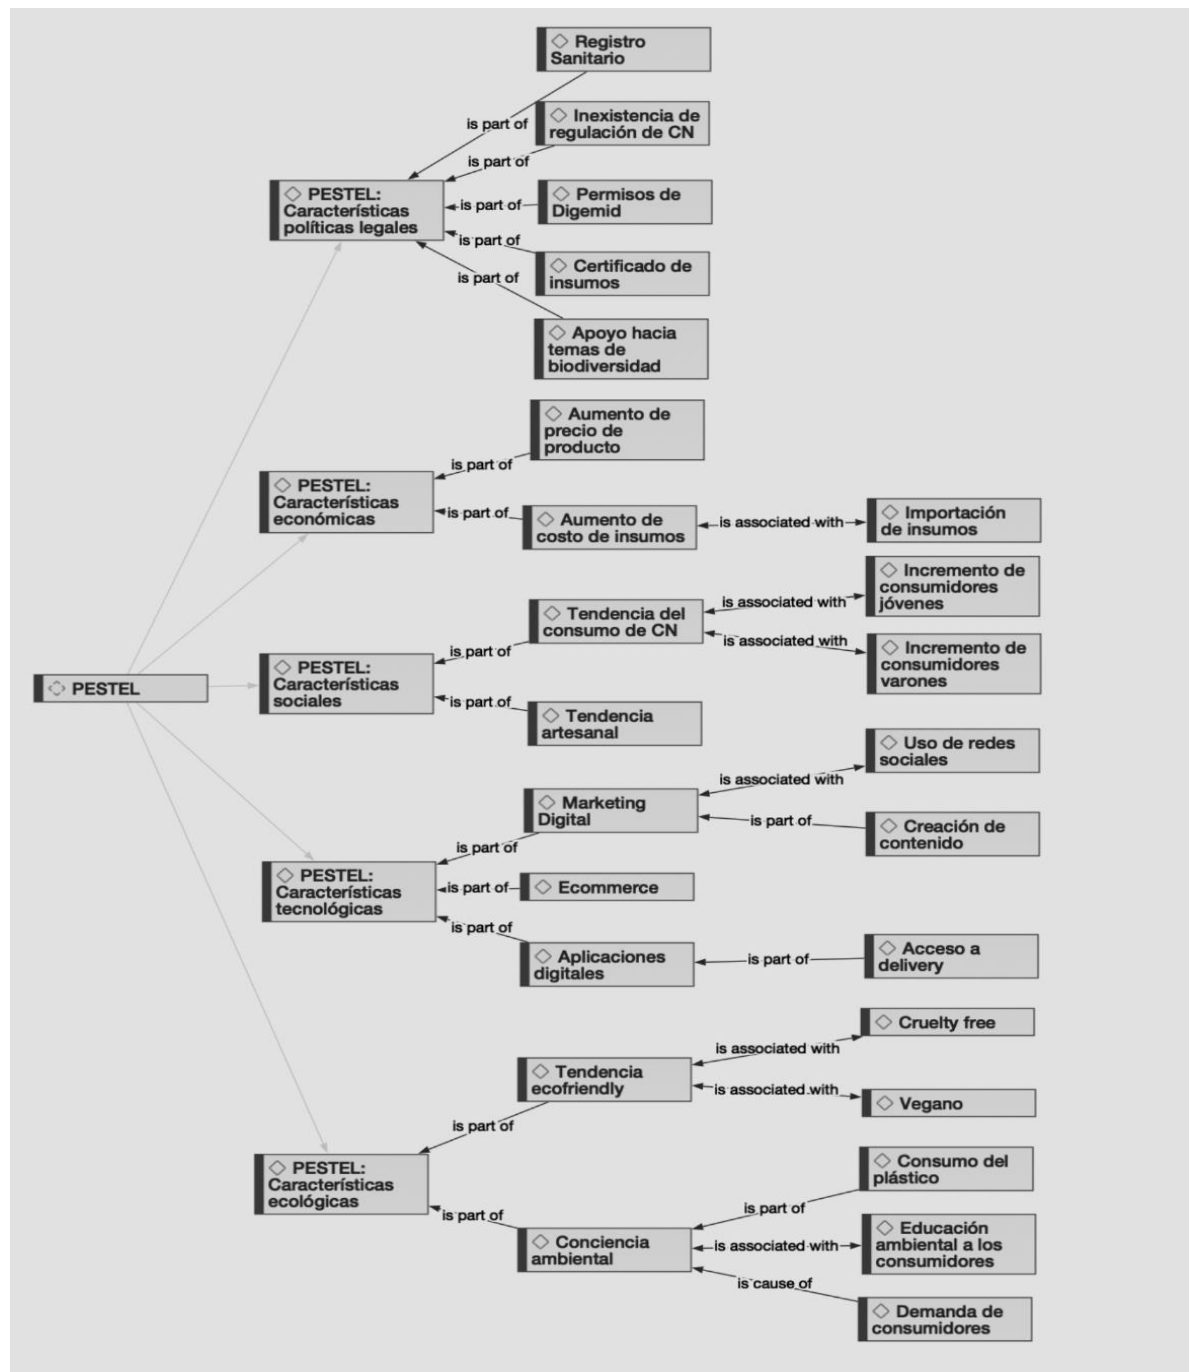 Registro
Sanitario
is part of
Inexistencia de
regulación de CN
is part of
PESTEL:
Características
políticas legales
is part of
Permisos de
Digemid
is part of
Certificado de
insumos
is part of
Apoyo hacia
temas de
biodiversidad
Aumento de
precio de
producto
is part of
PESTEL:
Características
económicas
is part of
Aumento de
costo de insumos
is associated with
Importación
de insumos
Incremento de
consumidores
jóvenes
is associated with
Tendencia del
consumo de CN
is associated with
Incremento de
consumidores
varones
is part of
PESTEL:
Características
sociales
PESTEL
is part of
Tendencia
artesanal
Uso de redes
sociales
is associated with
Marketing
Digital
is part of
Creación de
contenido
is part of
PESTEL:
Características
tecnológicas
is part of
Ecommerce
is part of
Aplicaciones
digitales
is part of
Acceso a
delivery
Cruelty free
is associated with
Tendencia
ecofriendly
is associated with
Vegano
is part of
PESTEL:
Características
ecológicas
Consumo del
plástico
is part of
is part of
Conciencia
ambiental
is associated with
Educación
ambiental a los
consumidores
is cause of
Demanda de
consumidores